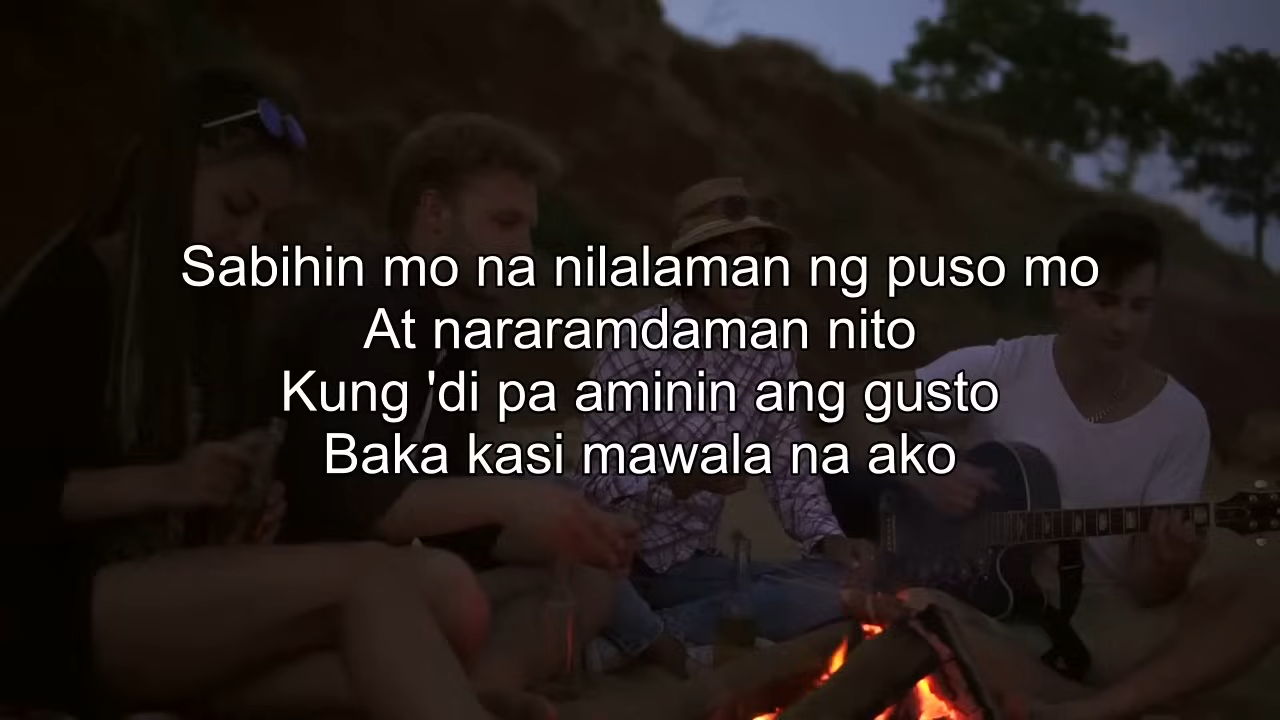 Sabihin mo na nilalaman ng puso mo
At nararamdaman nito
Kung 'di pa aminin ang gusto
Baka kasi mawala na ako